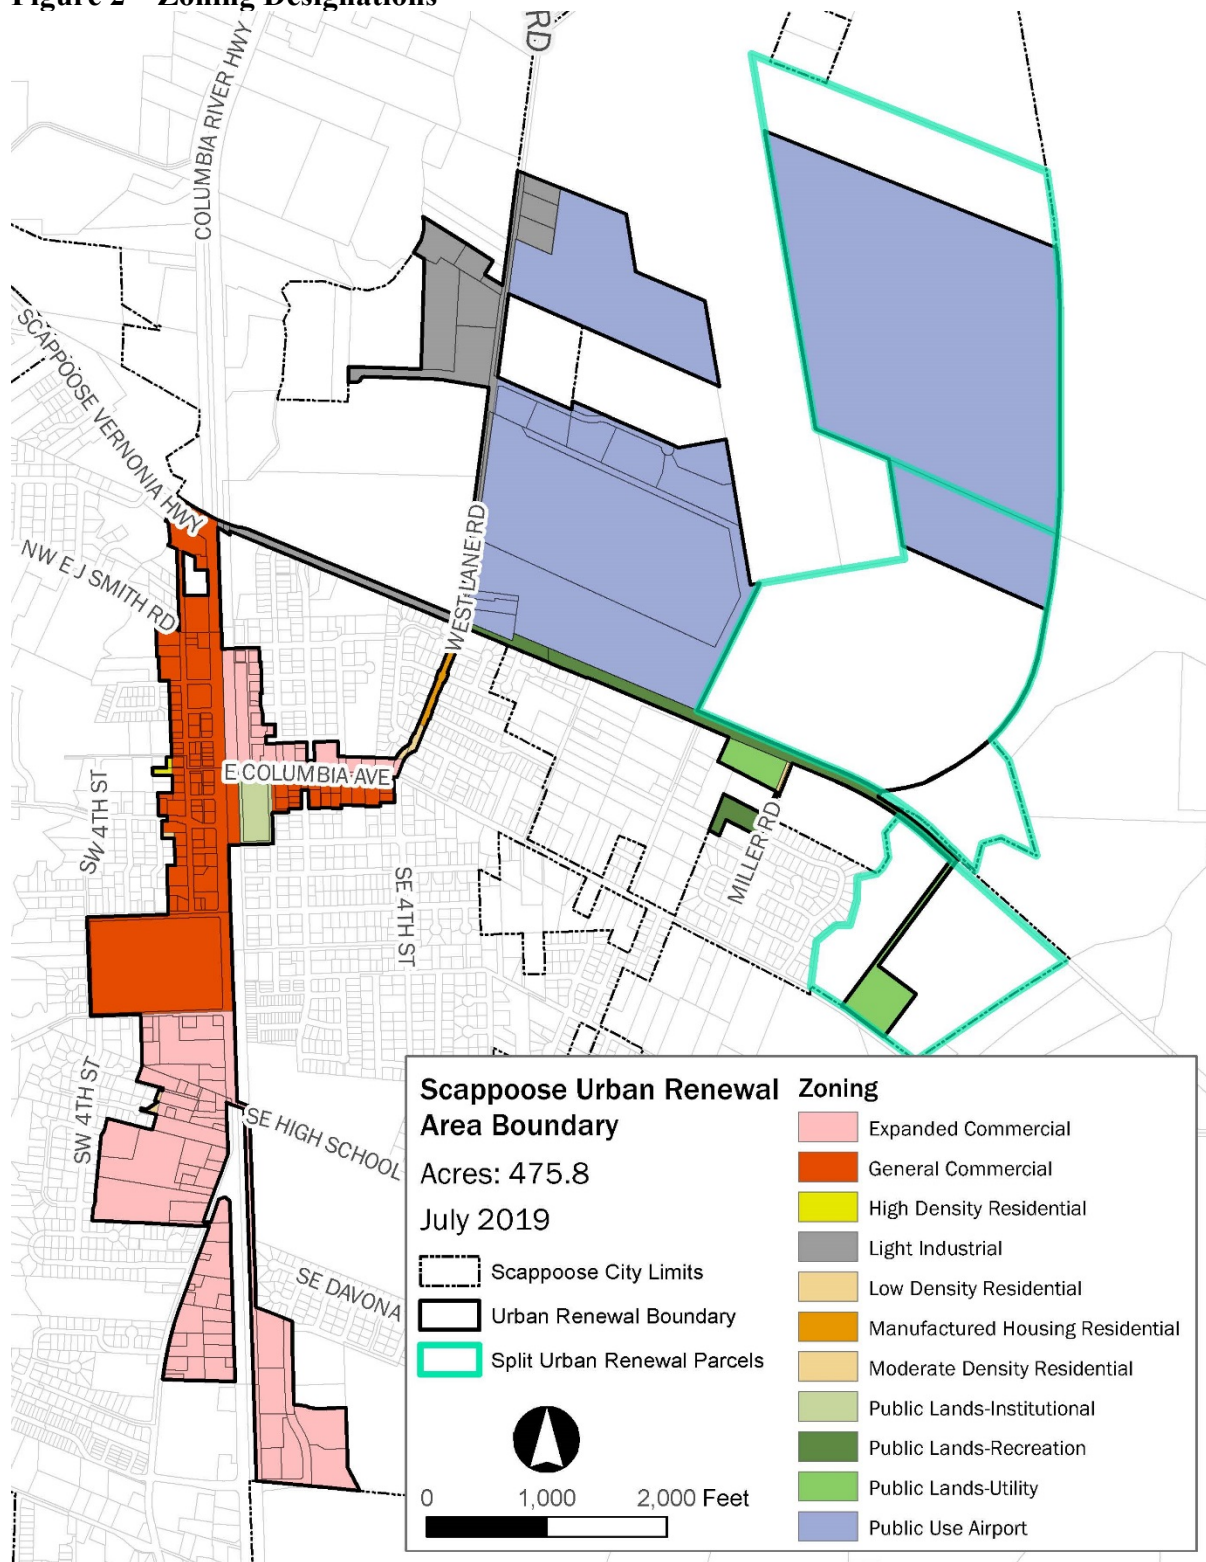 Figure 2 – Zoning Designations
RD
COLUMBIA RIVER HWY
SCAPPOOSE VERNONIA HWY
NW E J SMITH RD
WEST LANE RD
E COLUMBIA AVE
SW 4TH ST
SE 4TH ST
MILLER RD
SW 4TH ST
SE HIGH SCHOOL
SE DAVONA
Scappoose Urban Renewal
Area Boundary
Acres: 475.8
July 2019
Scappoose City Limits
Urban Renewal Boundary
Split Urban Renewal Parcels
0 1,000 2,000 Feet
Zoning
Expanded Commercial
General Commercial
High Density Residential
Light Industrial
Low Density Residential
Manufactured Housing Residential
Moderate Density Residential
Public Lands-Institutional
Public Lands-Recreation
Public Lands-Utility
Public Use Airport